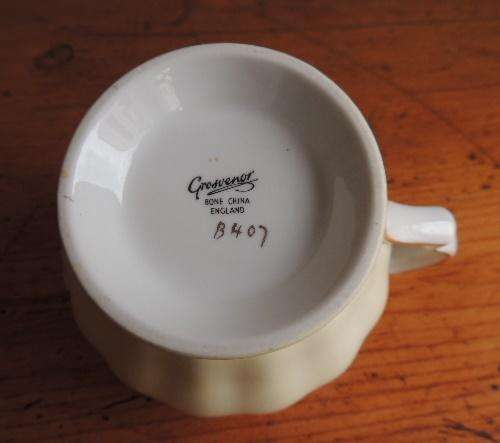 Grosvenor
BONE CHINA
ENGLAND
B407